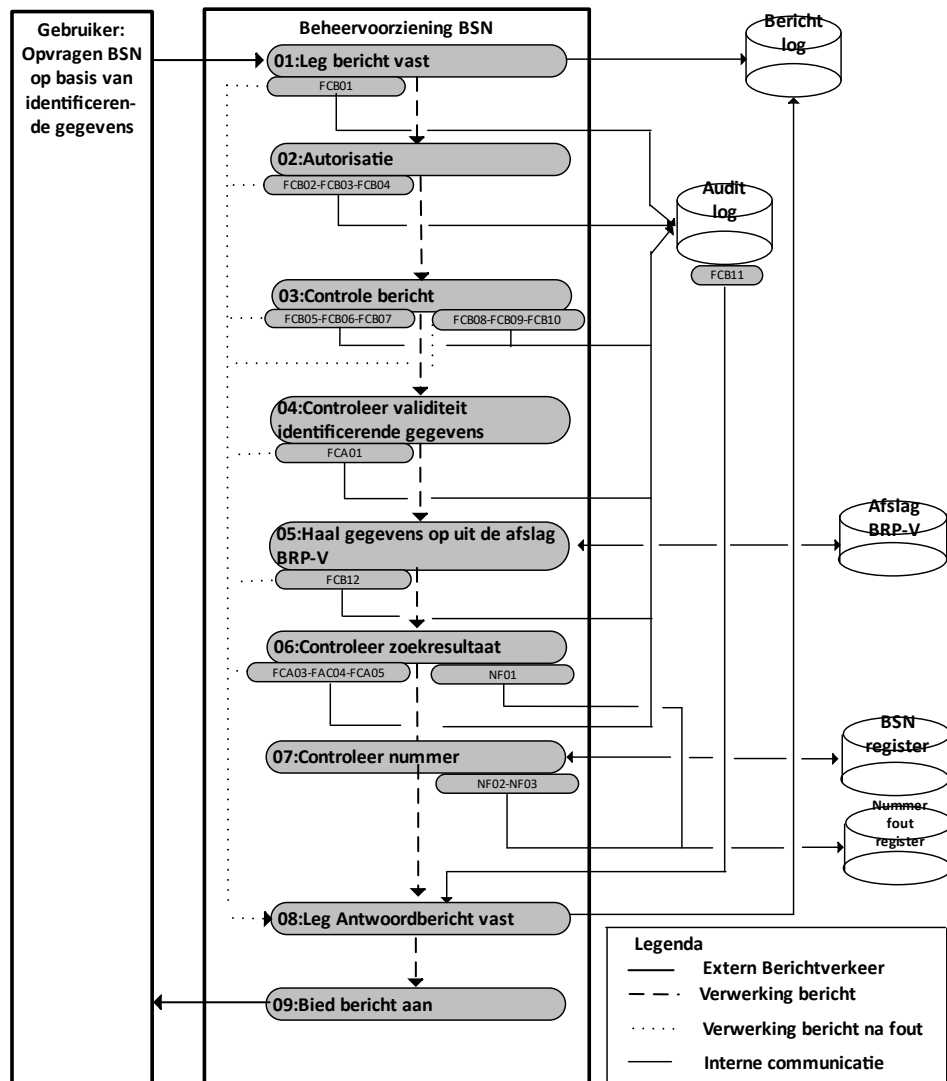 Gebruiker:
Opvragen BSN
op basis van
identificeren-
de gegevens
Beheervoorziening BSN
Bericht
log
01:Leg bericht vast
FCB01
02:Autorisatie
FCB02-FCB03-FCB04
Audit
log
FCB11
03:Controle bericht
FCB05-FCB06-FCB07
FCB08-FCB09-FCB10
04:Controleer validiteit
identificerende gegevens
FCA01
05:Haal gegevens op uit de afslag
BRP-V
FCB12
Afslag
BRP-V
06:Controleer zoekresultaat
FCA03-FAC04-FCA05
NF01
07:Controleer nummer
NF02-NF03
BSN
register
Nummer
fout
register
08:Leg Antwoordbericht vast
09:Bied bericht aan
Legenda
Extern Berichtverkeer
Verwerking bericht
Verwerking bericht na fout
Interne communicatie